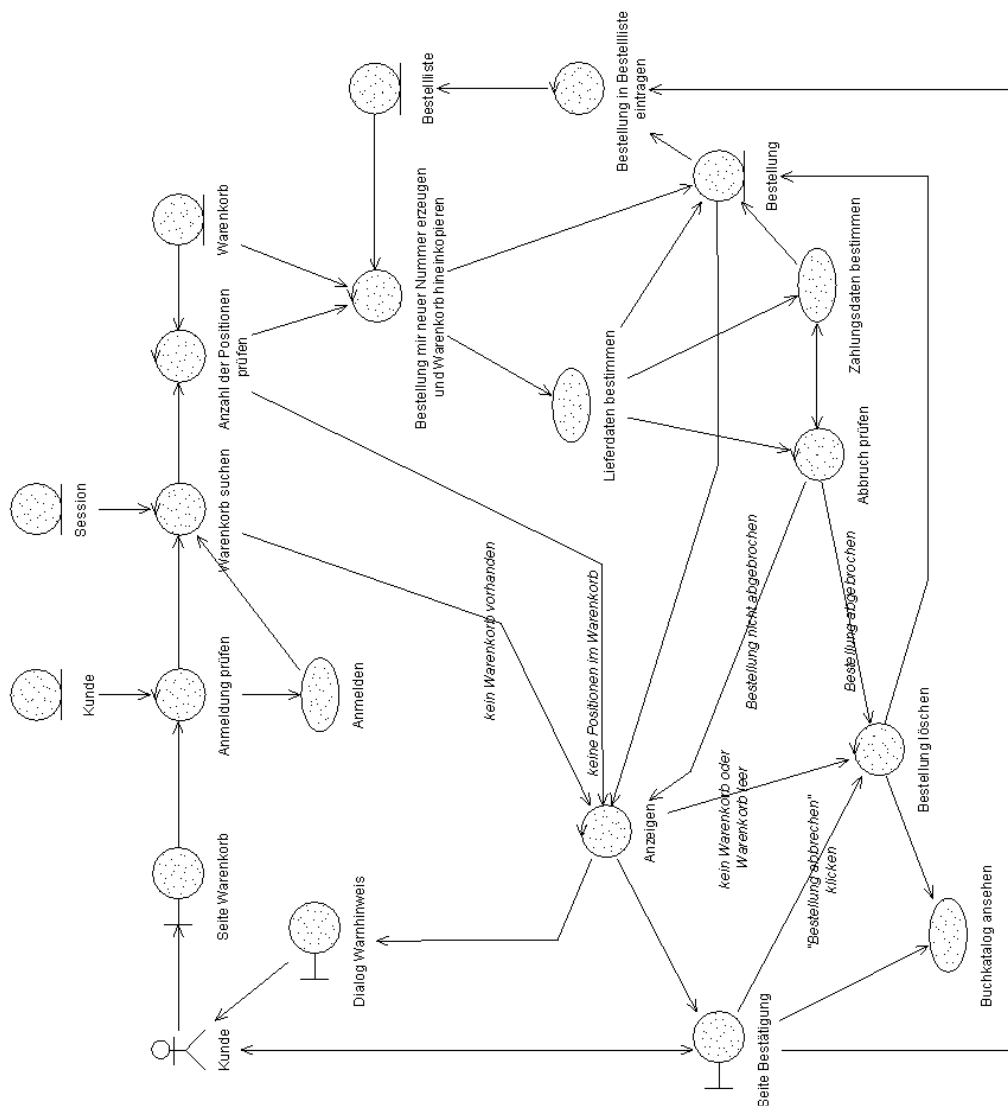 Kunde
Seite Warenkorb
Anmeldung prüfen
Warenkorb suchen
Anzahl der Positionen
prüfen
Warenkorb
Kunde
Session
Anmelden
Dialog Warnhinweis
Bestellliste
Bestellung mir neuer Nummer erzeugen
und Warenkorb hineinkopieren
kein Warenkorb vorhanden
keine Positionen im Warenkorb
Lieferdaten bestimmen
Bestellung in Bestellliste
eintragen
Anzeigen
Bestellung
kein Warenkorb oder
Warenkorb leer
Bestellung nicht abgebrochen
Seite Bestätigung
"Bestellung abbrechen"
klicken
Bestellung abgebrochen
Abbruch prüfen
Zahlungsdaten bestimmen
Bestellung löschen
Buchkatalog ansehen